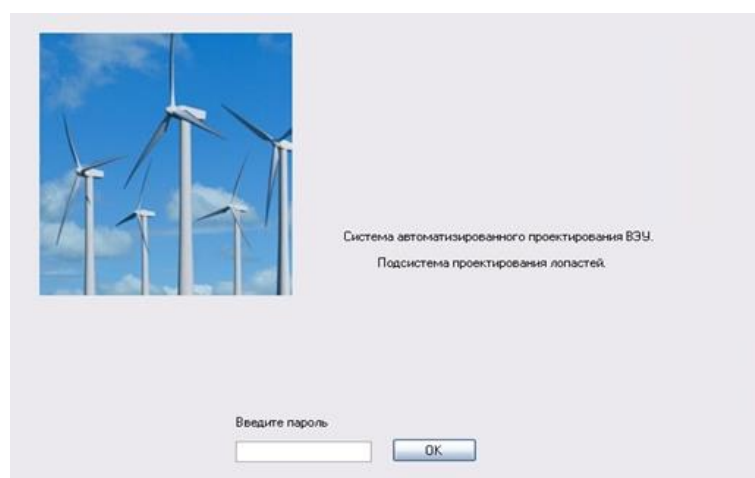 Система автоматизированного проектирования ВЭУ.
Подсистема проектирования лопастей.
Введите пароль
OK